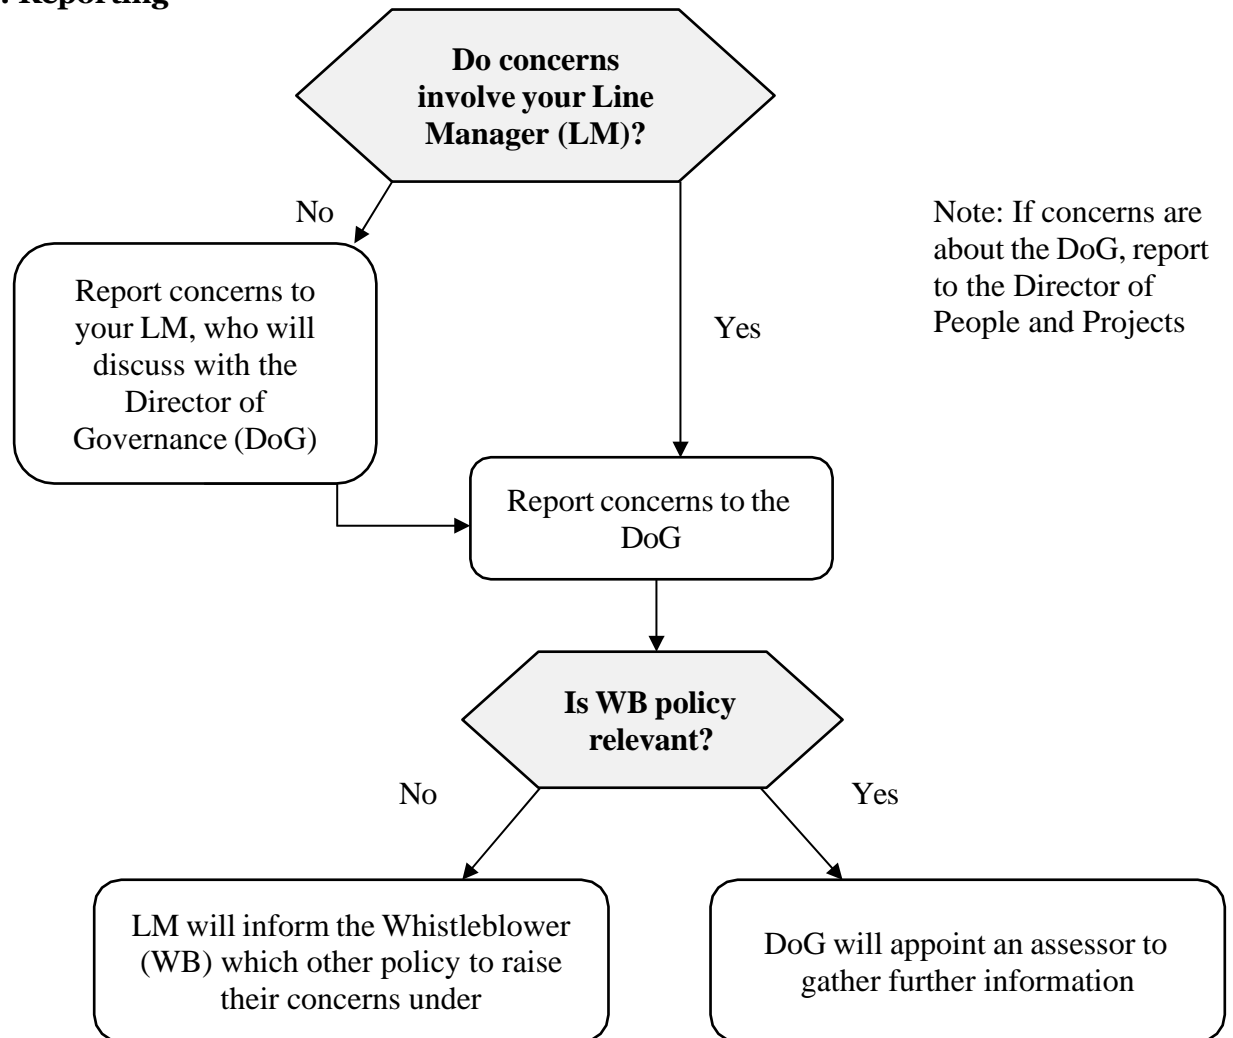 Reporting
Do concerns
involve your Line
Manager (LM)?
No
Note: If concerns are
about the DoG, report
to the Director of
People and Projects
Report concerns to
your LM, who will
discuss with the
Director of
Governance (DoG)
Yes
Report concerns to the
DoG
Is WB policy
relevant?
No
Yes
LM will inform the Whistleblower
(WB) which other policy to raise
their concerns under
DoG will appoint an assessor to
gather further information